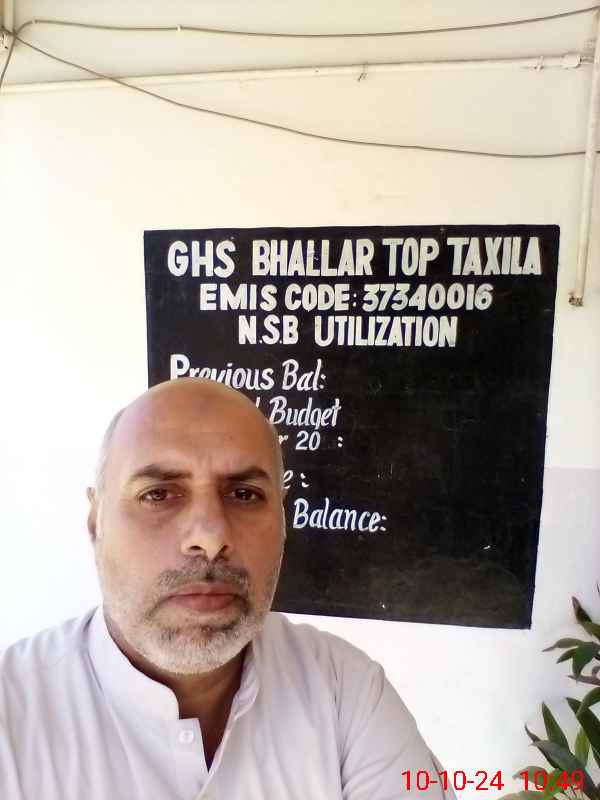 GHS BHALLAR TOP TAXILA
EMIS CODE: 37340016
N.S.B UTILIZATION
Previous Bal:
Budget
20 :
Balance:
10-10-24 10:49